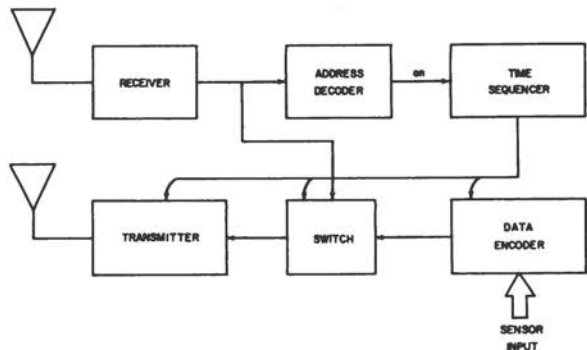 RECEIVER
ADDRESS
DECODER
on
TIME
SEQUENCER
TRANSMITTER
SWITCH
DATA
ENCODER
SENSOR
INPUT